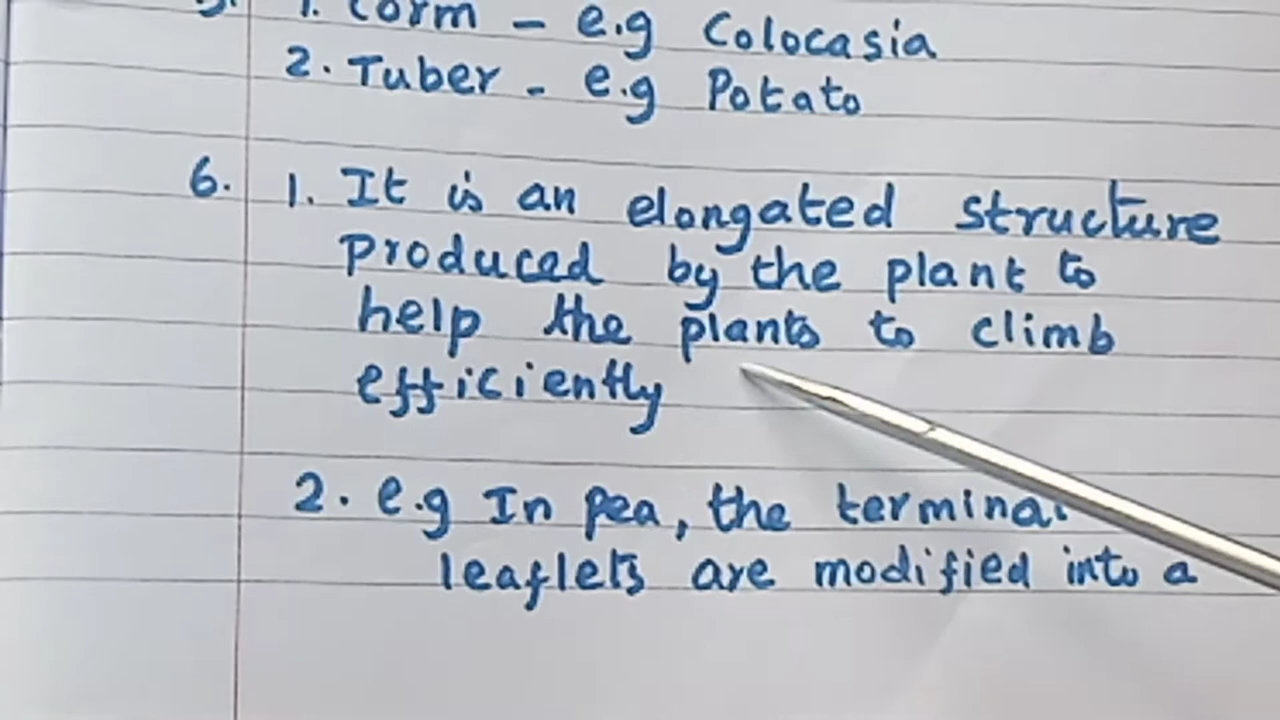 1. Corm - e.g Colocasia
2. Tuber - e.g Potato
6. 1. It is an elongated structure
produced by the plant to
help the plants to climb
efficiently
2. e.g In pea, the terminal
leaflets are modified into a